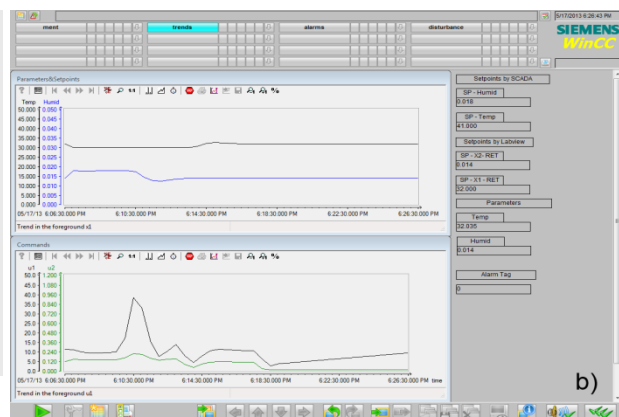 5/17/2013 6:26:43 PM
ment trends alarms disturbance
SIEMENS
WinCC
Parameters&Setpoints
Temp Humid
50.000 0.050
45.000 0.045
40.000 0.040
35.000 0.035
30.000 0.030
25.000 0.025
20.000 0.020
15.000 0.015
10.000 0.010
5.000 0.005
0.000 0.000
05/17/13 6:06:30.000 PM 6:10:30.000 PM 6:14:30.000 PM 6:18:30.000 PM 6:22:30.000 PM 6:26:30.000 PM
Trend in the foreground x1
Commands
u1 u2
50.0 1.200
45.0 1.080
40.0 0.960
35.0 0.840
30.0 0.720
25.0 0.600
20.0 0.480
15.0 0.360
10.0 0.240
5.0 0.120
0.0 0.000
05/17/13 6:06:30.000 PM 6:10:30.000 PM 6:14:30.000 PM 6:18:30.000 PM 6:22:30.000 PM 6:26:30.000 PM time
Trend in the foreground u1
Setpoints by SCADA
SP - Humid
0.018
SP - Temp
41.000
Setpoints by Labview
SP - X2- RET
0.014
SP - X1 - RET
32.000
Parameters
Temp
32.035
Humid
0.014
Alarm Tag
0
b)